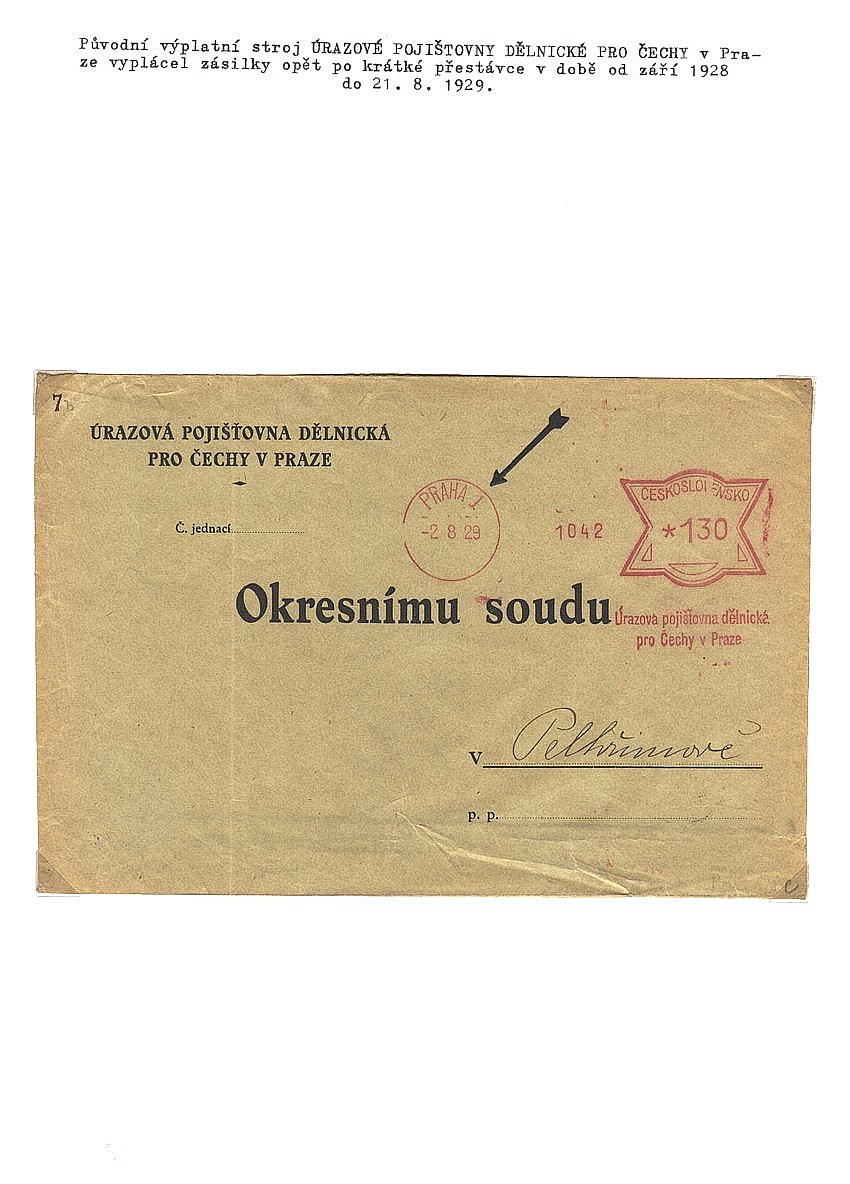 Původní výplatní stroj ÚRAZOVÉ POJIŠTOVNY DĚLNICKÉ PRO ČECHY v Pra-
ze vyplácel zásilky opět po krátké přestávce v době od září 1928
do 21. 8. 1929.
7b
ÚRAZOVÁ POJIŠŤOVNA DĚLNICKÁ
PRO ČECHY V PRAZE
Č. jednací
PRAHA 1.
-2 8 29
1042
ČESKOSLOVENSKO
*130
Okresnímu soudu
Úrazová pojišťovna dělnická
pro Čechy v Praze
v Pelhřimově
p. p.